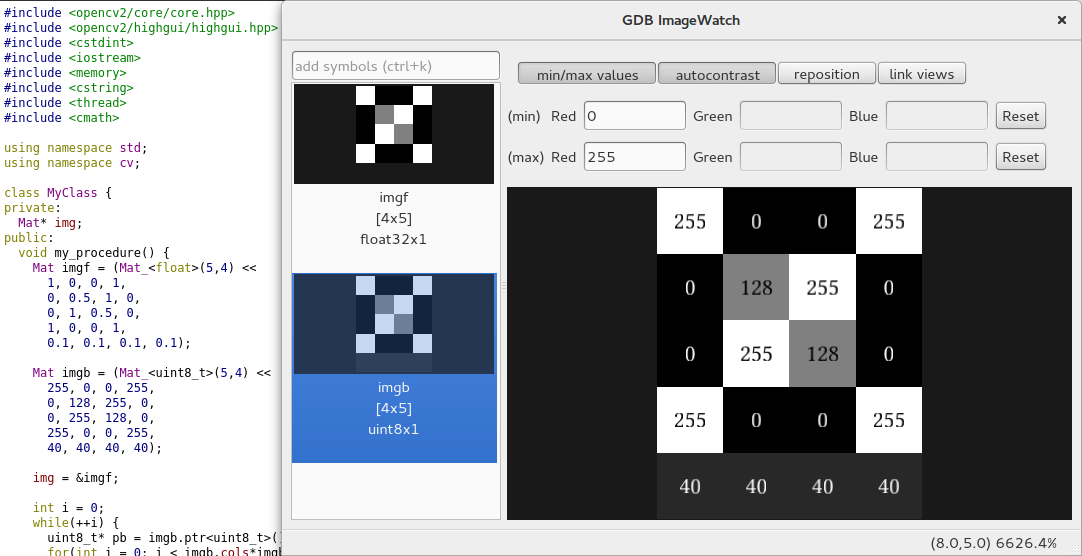 #include <opencv2/core/core.hpp>
#include <opencv2/highgui/highgui.hpp>
#include <cstdint>
#include <iostream>
#include <memory>
#include <cstring>
#include <thread>
#include <cmath>
using namespace std;
using namespace cv;
class MyClass {
private:
Mat* img;
public:
void my_procedure() {
Mat imgf = (Mat_<float>(5,4) <<
1, 0, 0, 1,
0, 0.5, 1, 0,
0, 1, 0.5, 0,
1, 0, 0, 1,
0.1, 0.1, 0.1, 0.1);
Mat imgb = (Mat_<uint8_t>(5,4) <<
255, 0, 0, 255,
0, 128, 255, 0,
0, 255, 128, 0,
255, 0, 0, 255,
40, 40, 40, 40);
img = &imgf;
int i = 0;
while(++i) {
uint8_t* pb = imgb.ptr<uint8_t>(
for(int i = 0; i < imgb.cols*imgb
GDB ImageWatch
×
add symbols (ctrl+k)
imgf
[4x5]
float32x1
imgb
[4x5]
uint8x1
min/max values autocontrast reposition link views
(min) Red 0 Green Blue Reset
(max) Red 255 Green Blue Reset
255 0 0 255
0 128 255 0
0 255 128 0
255 0 0 255
40 40 40 40
(8.0,5.0) 6626.4%